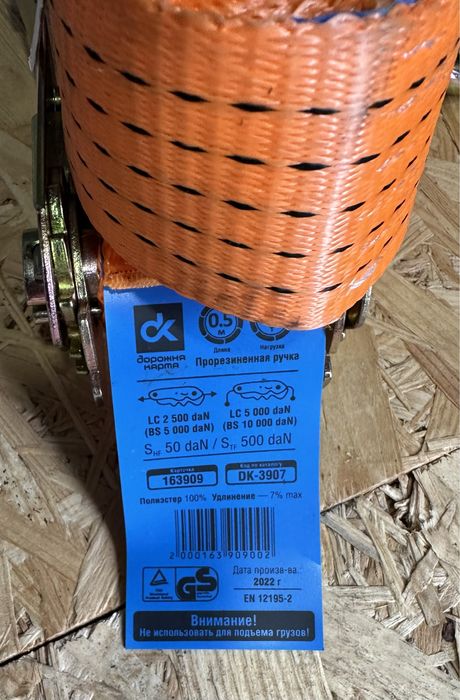 дк
0.5
м
Длина
Нагрузка
ДОРОЖНЯ
КАРТА
Прорезиненная ручка
LC 2 500 daN
(BS 5 000 daN)
LC 5 000 daN
(BS 10 000 daN)
SHF 50 daN / STF 500 daN
Карточка
163909
Код по каталогу
DK-3907
Полиэстер 100% Удлинение — 7% max
2 000163 909002
GS
Дата произв-ва:
2022 г
EN 12195-2
Внимание!
Не использовать для подъема грузов!